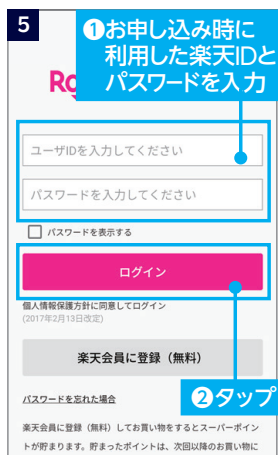 5
❶お申し込み時に
利用した楽天IDと
パスワードを入力
ユーザIDを入力してください
パスワードを入力してください
パスワードを表示する
ログイン
個人情報保護方針に同意してログイン
(2017年2月13日改定)
楽天会員に登録（無料）
❷タップ
パスワードを忘れた場合
楽天会員に登録（無料）してお買い物をするとスーパーポイン
トが貯まります。貯まったポイントは、次回以降のお買い物に